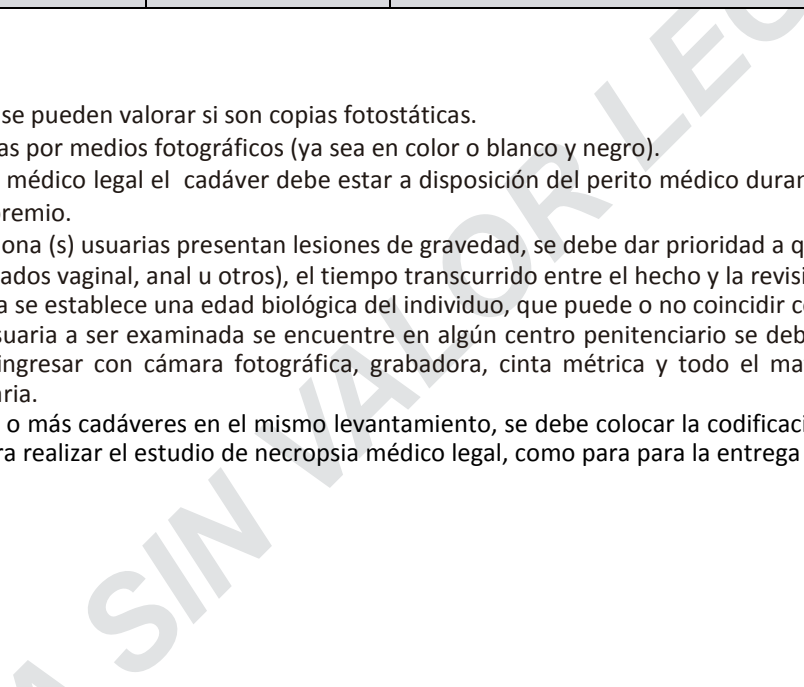 se pueden valorar si son copias fotostáticas.
as por medios fotográficos (ya sea en color o blanco y negro).
médico legal el cadáver debe estar a disposición del perito médico duran
remio.
ona (s) usuarias presentan lesiones de gravedad, se debe dar prioridad a q
ados vaginal, anal u otros), el tiempo transcurrido entre el hecho y la revisi
a se establece una edad biológica del individuo, que puede o no coincidir c
suaria a ser examinada se encuentre en algún centro penitenciario se deb
ingresar con cámara fotográfica, grabadora, cinta métrica y todo el ma
ria.
o más cadáveres en el mismo levantamiento, se debe colocar la codificaci
ra realizar el estudio de necropsia médico legal, como para para la entrega
A SIN VALOR LEG